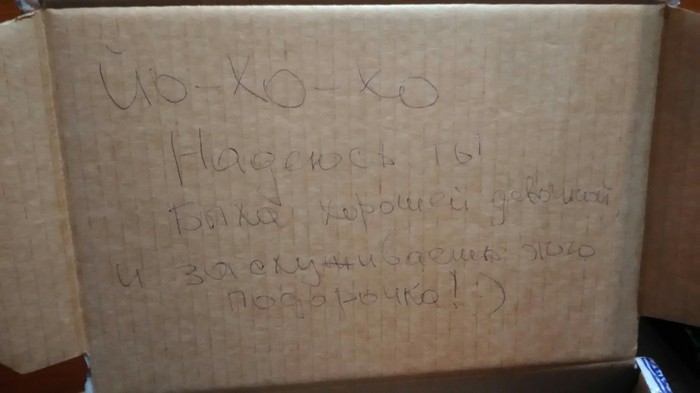 Йо-хо-хо
Надеюсь ты
была хорошей девочкой
и заслуживаешь этого
подарочка! :)